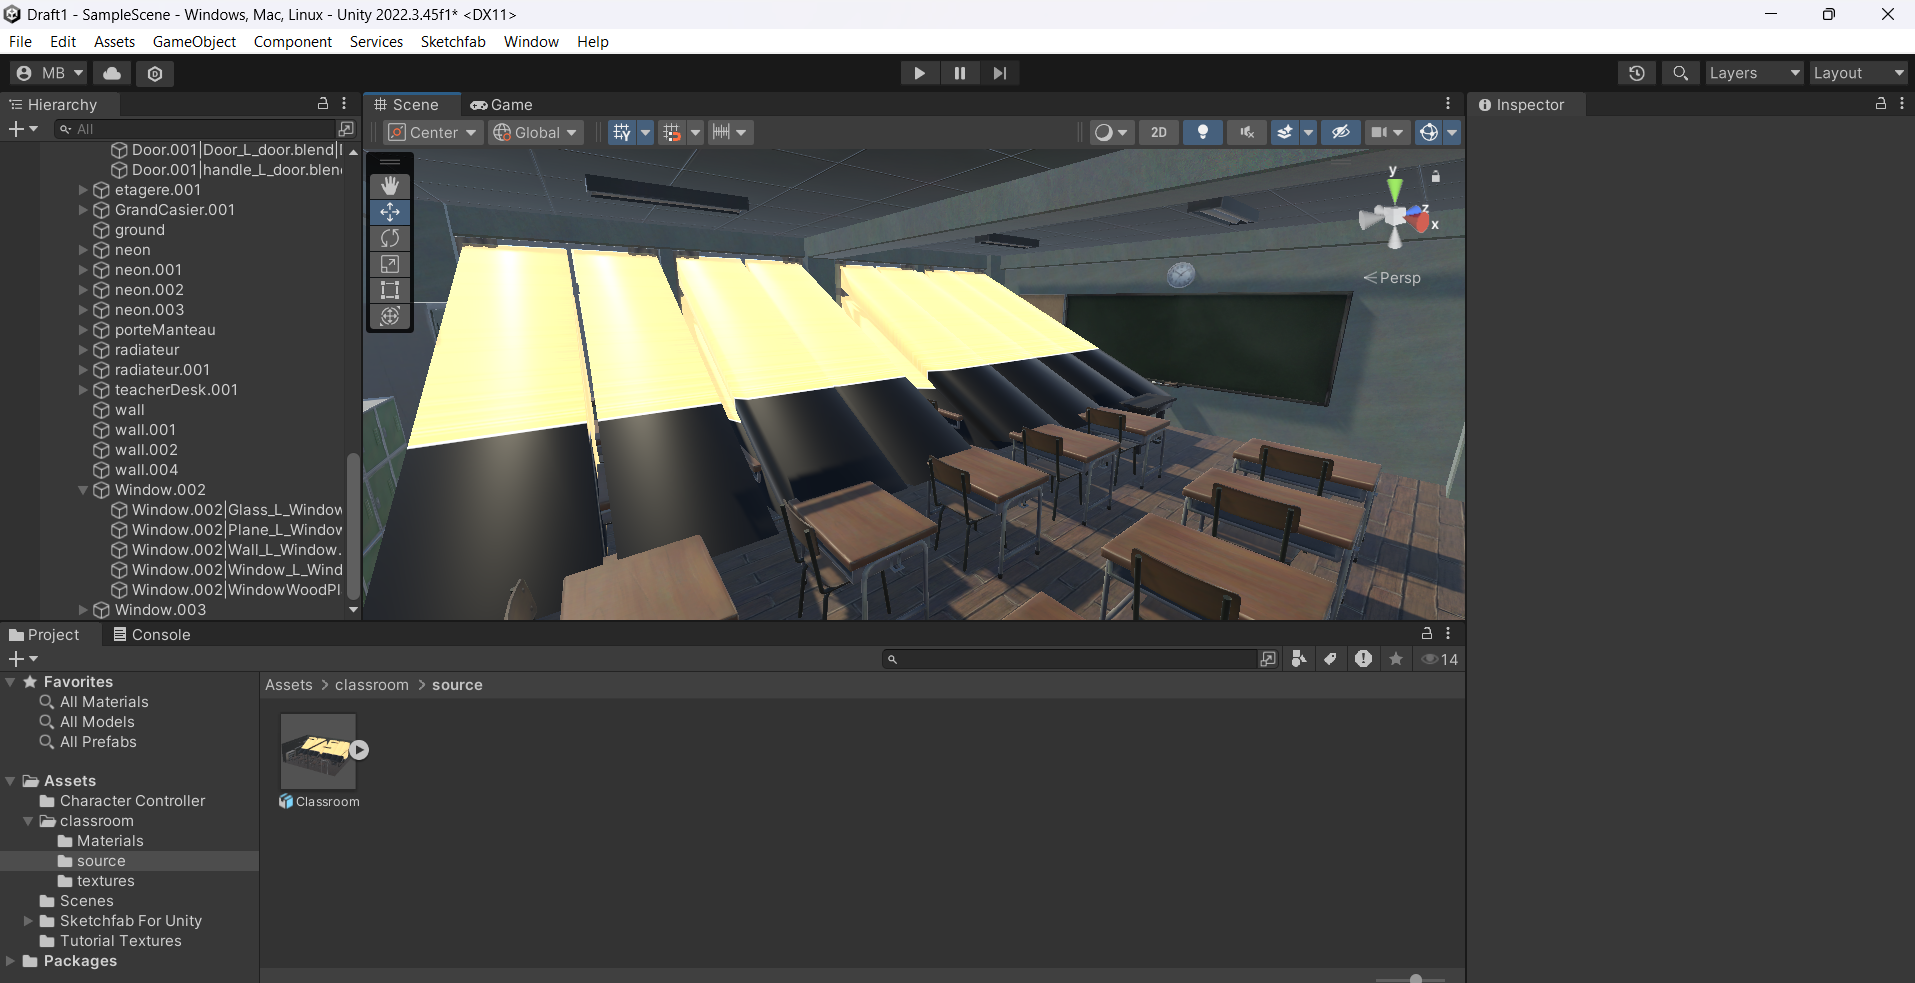 Draft1 - SampleScene - Windows, Mac, Linux - Unity 2022.3.45f1* <DX11>
File Edit Assets GameObject Component Services Sketchfab Window Help
MB
Layers
Layout
Hierarchy
All
Door.001|Door_L_door.blend|
Door.001|handle_L_door.blen
etagere.001
GrandCasier.001
ground
neon
neon.001
neon.002
neon.003
porteManteau
radiateur
radiateur.001
teacherDesk.001
wall
wall.001
wall.002
wall.004
Window.002
Window.002|Glass_L_Window
Window.002|Plane_L_Window
Window.002|Wall_L_Window.
Window.002|Window_L_Wind
Window.002|WindowWoodPl
Window.003
Scene
Game
Center
Global
2D
y
z
x
Persp
Inspector
Project
Console
14
Favorites
All Materials
All Models
All Prefabs
Assets
Character Controller
classroom
Materials
source
textures
Scenes
Sketchfab For Unity
Tutorial Textures
Packages
Assets > classroom > source
Classroom